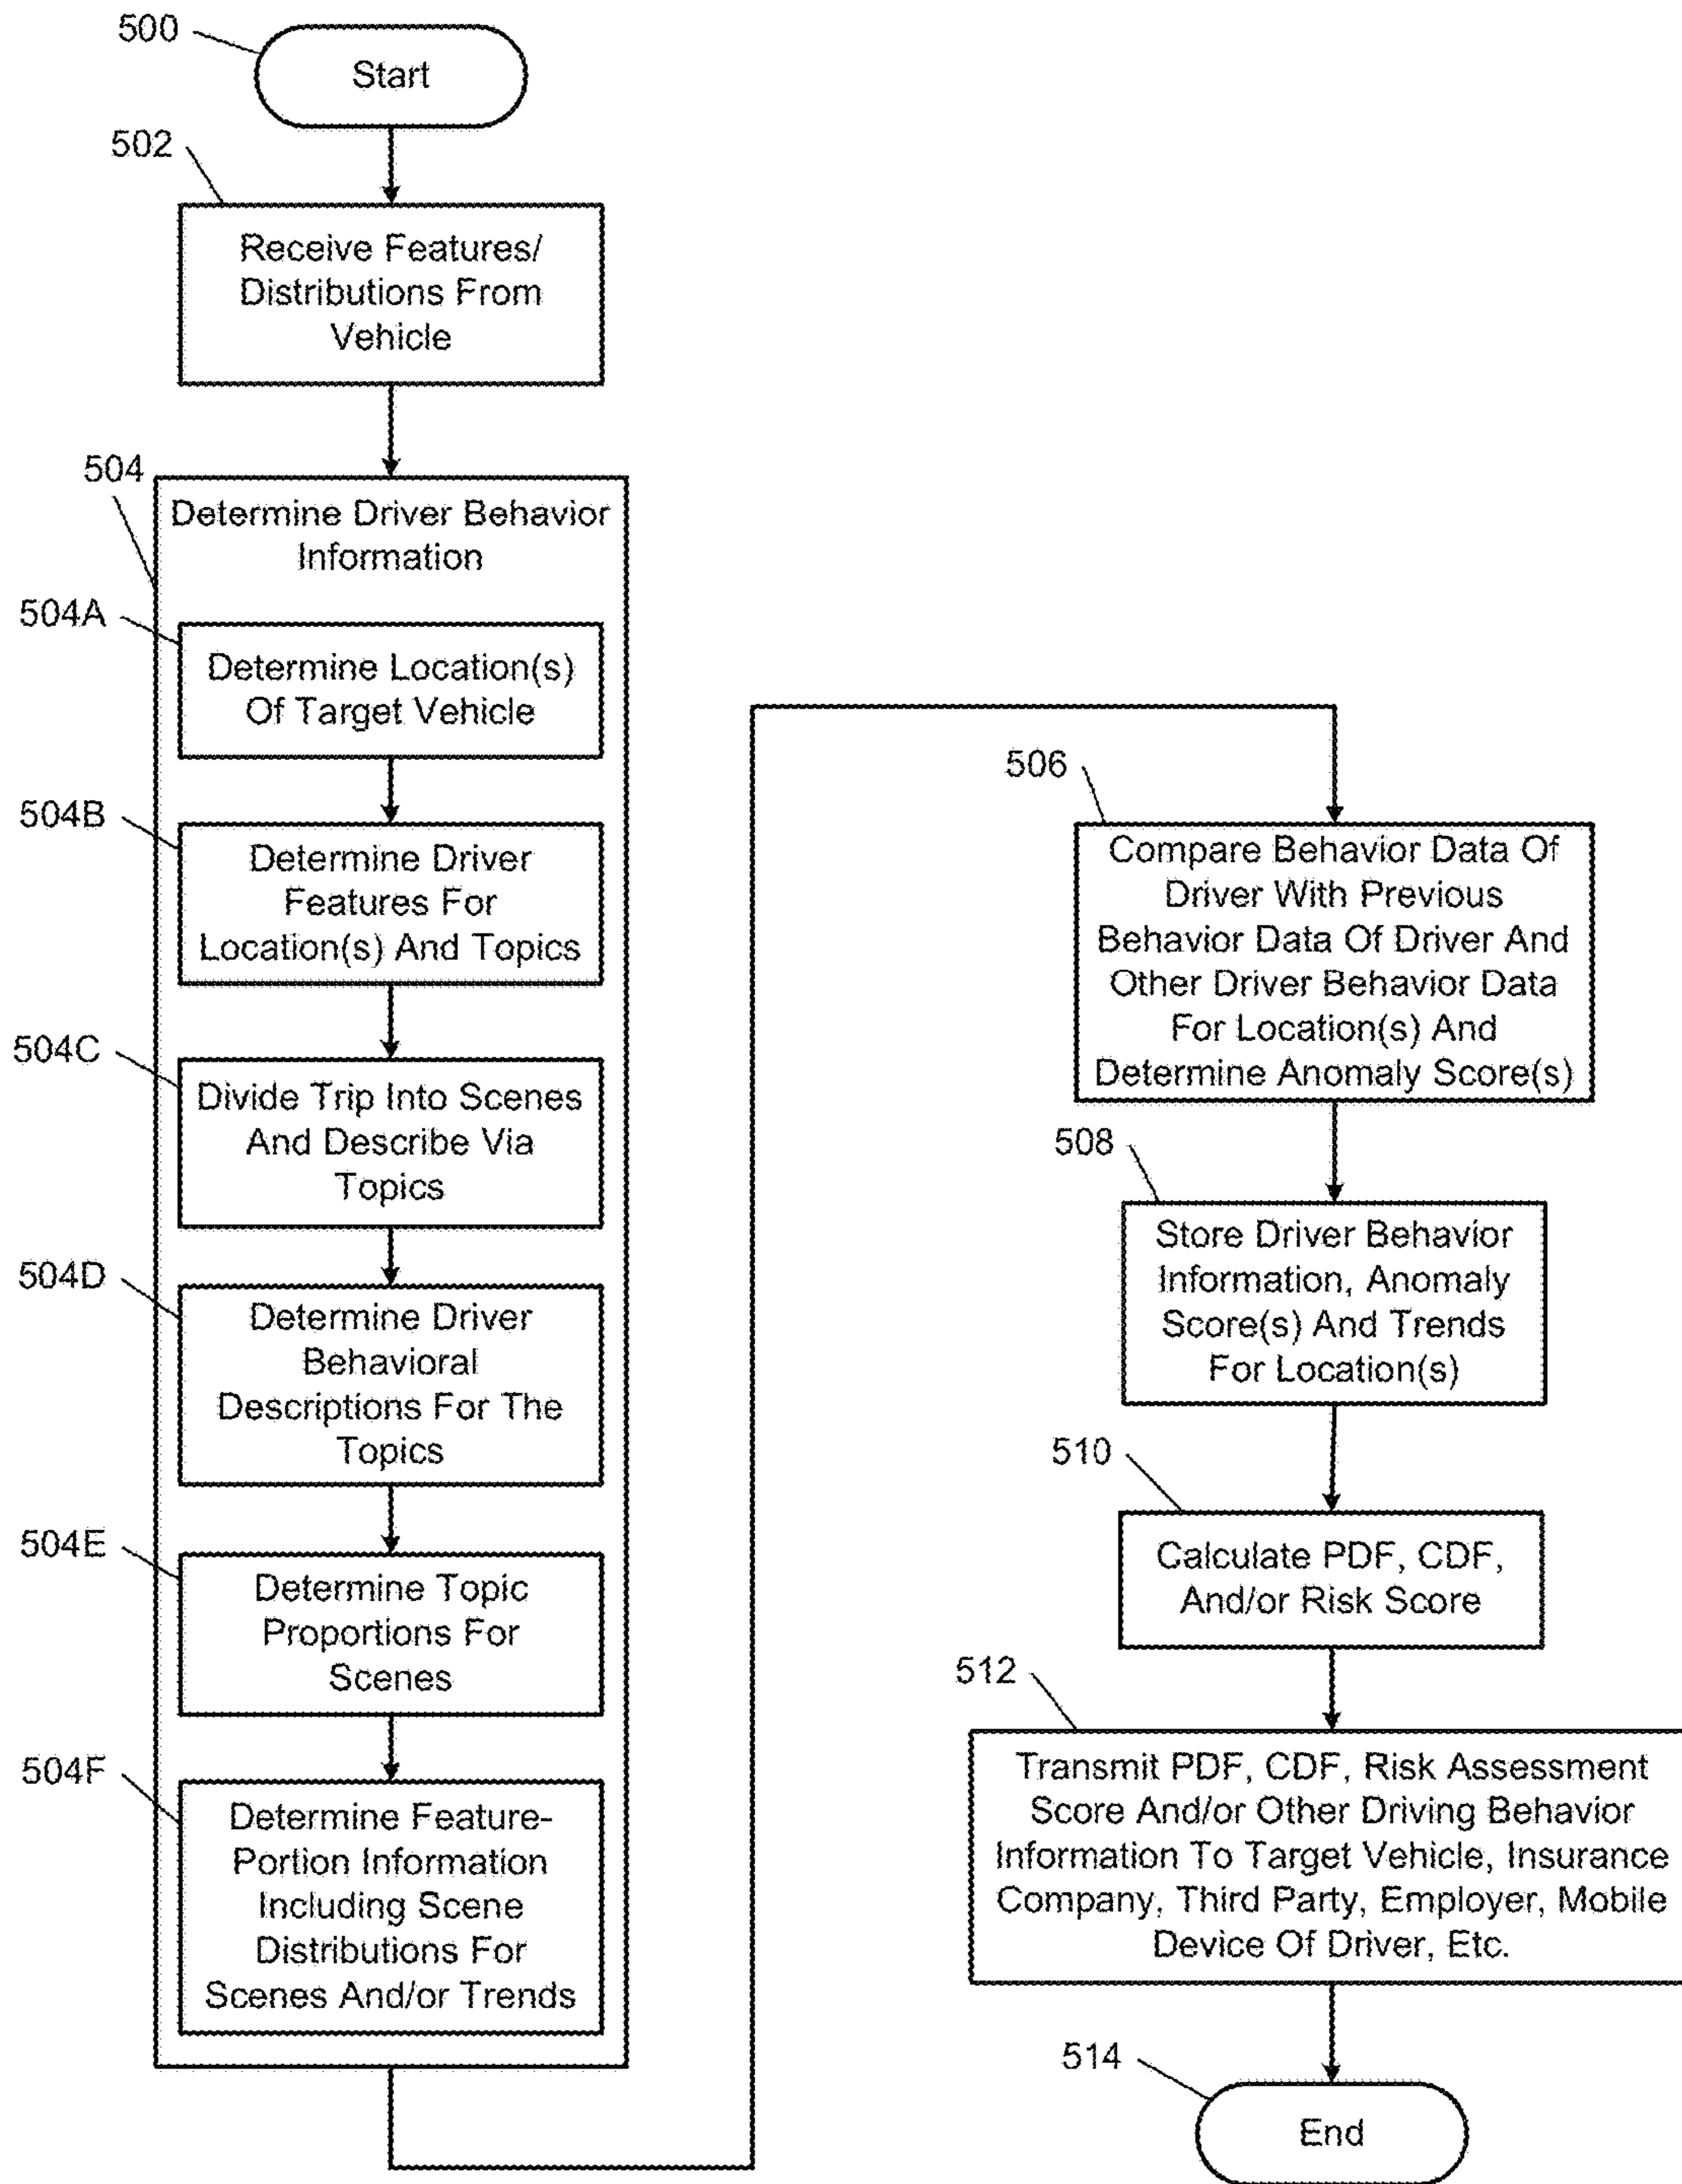 500
Start
502
Receive Features/
Distributions From
Vehicle
504
Determine Driver Behavior
Information
504A
Determine Location(s)
Of Target Vehicle
504B
Determine Driver
Features For
Location(s) And Topics
504C
Divide Trip Into Scenes
And Describe Via
Topics
504D
Determine Driver
Behavioral
Descriptions For The
Topics
504E
Determine Topic
Proportions For
Scenes
504F
Determine Feature-
Portion Information
Including Scene
Distributions For
Scenes And/or Trends
506
Compare Behavior Data Of
Driver With Previous
Behavior Data Of Driver And
Other Driver Behavior Data
For Location(s) And
Determine Anomaly Score(s)
508
Store Driver Behavior
Information, Anomaly
Score(s) And Trends
For Location(s)
510
Calculate PDF, CDF,
And/or Risk Score
512
Transmit PDF, CDF, Risk Assessment
Score And/or Other Driving Behavior
Information To Target Vehicle, Insurance
Company, Third Party, Employer, Mobile
Device Of Driver, Etc.
514
End